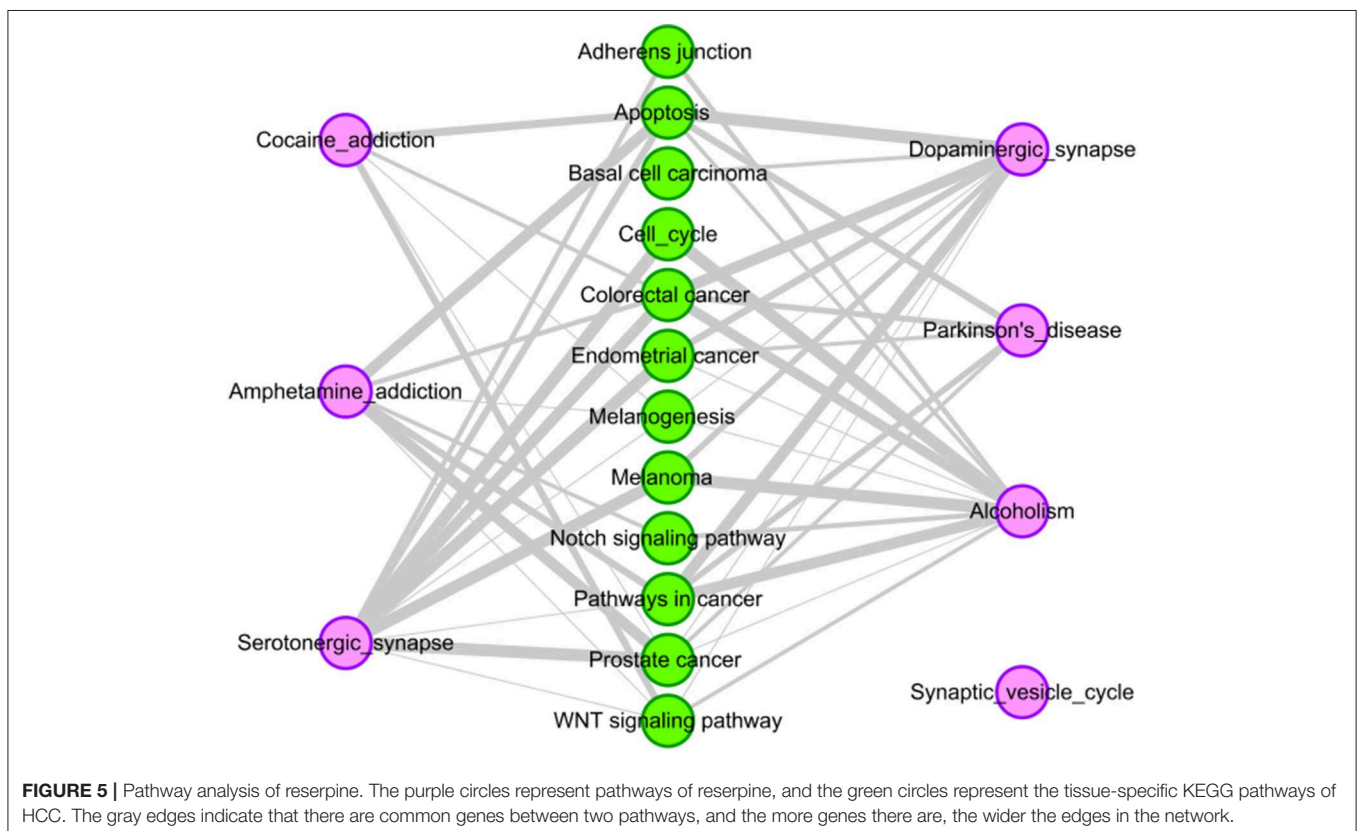 Adherens junction
Apoptosis
Cocaine_addiction
Dopaminergic_synapse
Basal cell carcinoma
Cell_cycle
Colorectal cancer
Parkinson's_disease
Endometrial cancer
Amphetamine_addiction
Melanogenesis
Melanoma
Alcoholism
Notch signaling pathway
Pathways in cancer
Serotonergic_synapse
Prostate cancer
Synaptic_vesicle_cycle
WNT signaling pathway
FIGURE 5 | Pathway analysis of reserpine. The purple circles represent pathways of reserpine, and the green circles represent the tissue-specific KEGG pathways of
HCC. The gray edges indicate that there are common genes between two pathways, and the more genes there are, the wider the edges in the network.